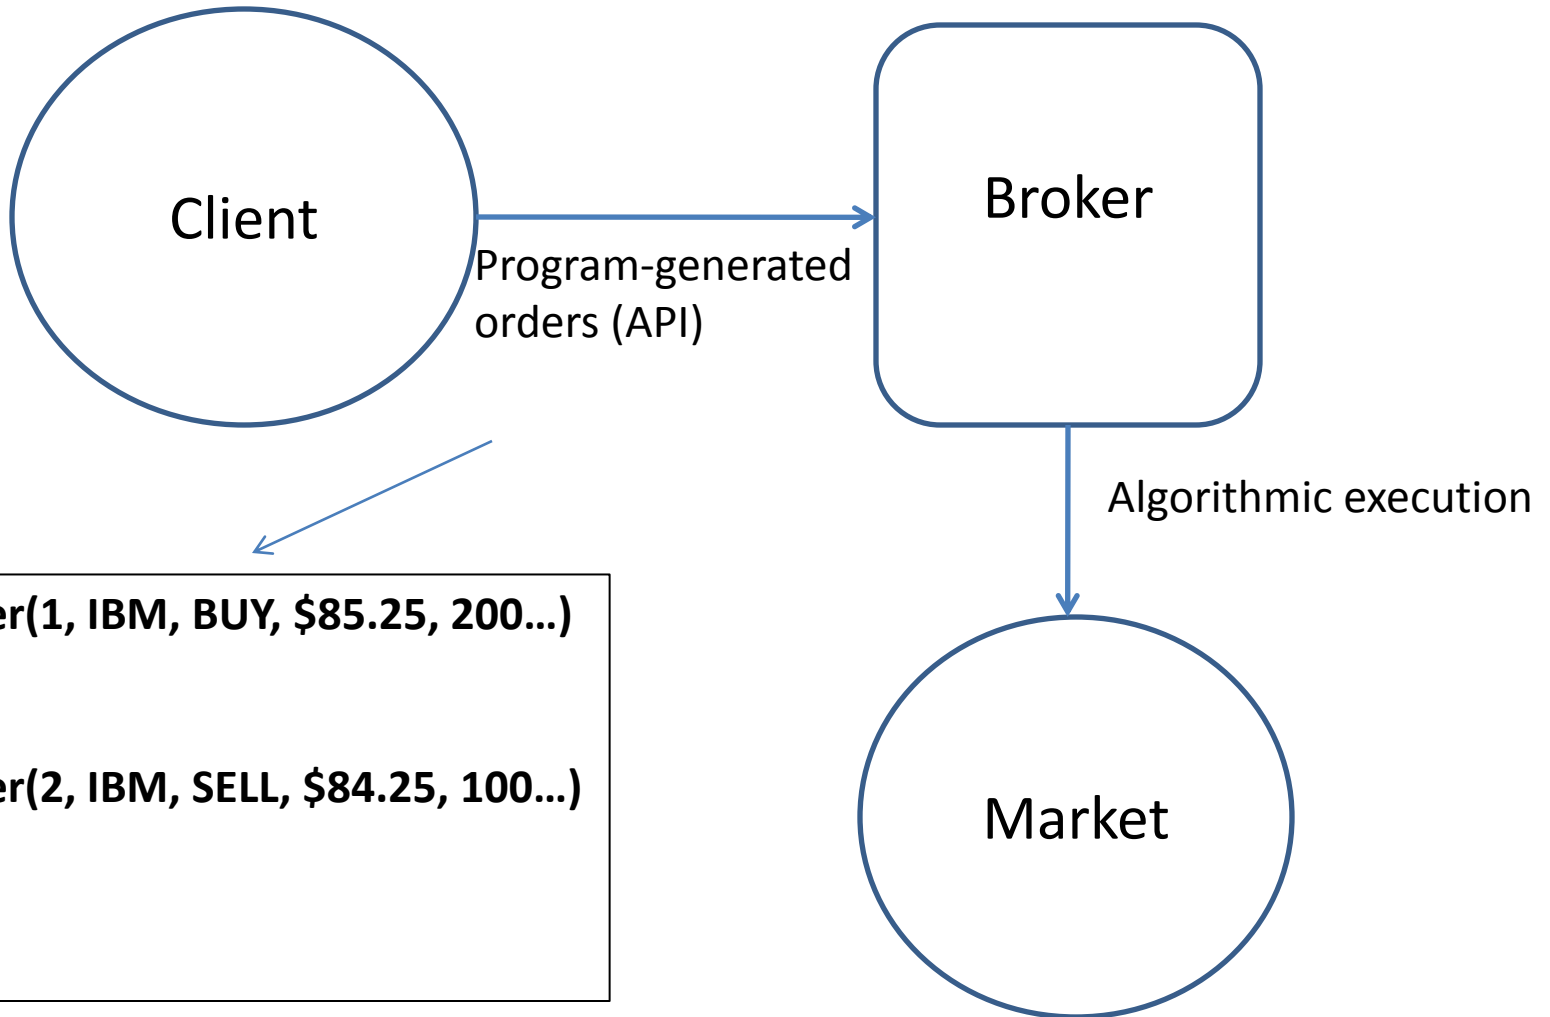 Client
Broker
Program-generated
orders (API)
Algorithmic execution
er(1, IBM, BUY, $85.25, 200…)
er(2, IBM, SELL, $84.25, 100…)
Market